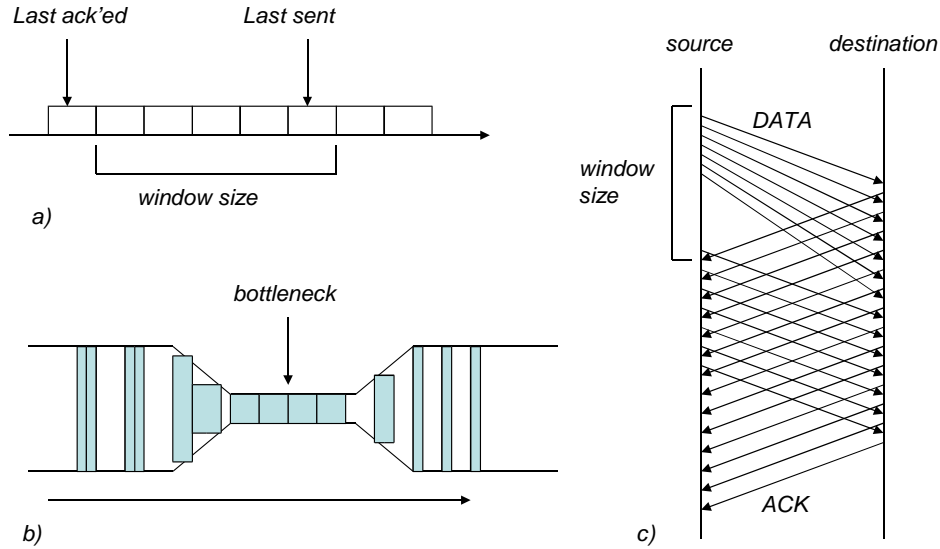 Last ack'ed
Last sent
window size
a)
bottleneck
b)
source
destination
DATA
window
size
ACK
c)